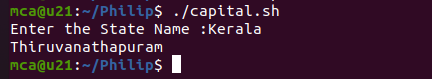 mca@u21:~/Philip$ ./capital.sh
Enter the State Name :Kerala
Thiruvanathapuram
mca@u21:~/Philip$